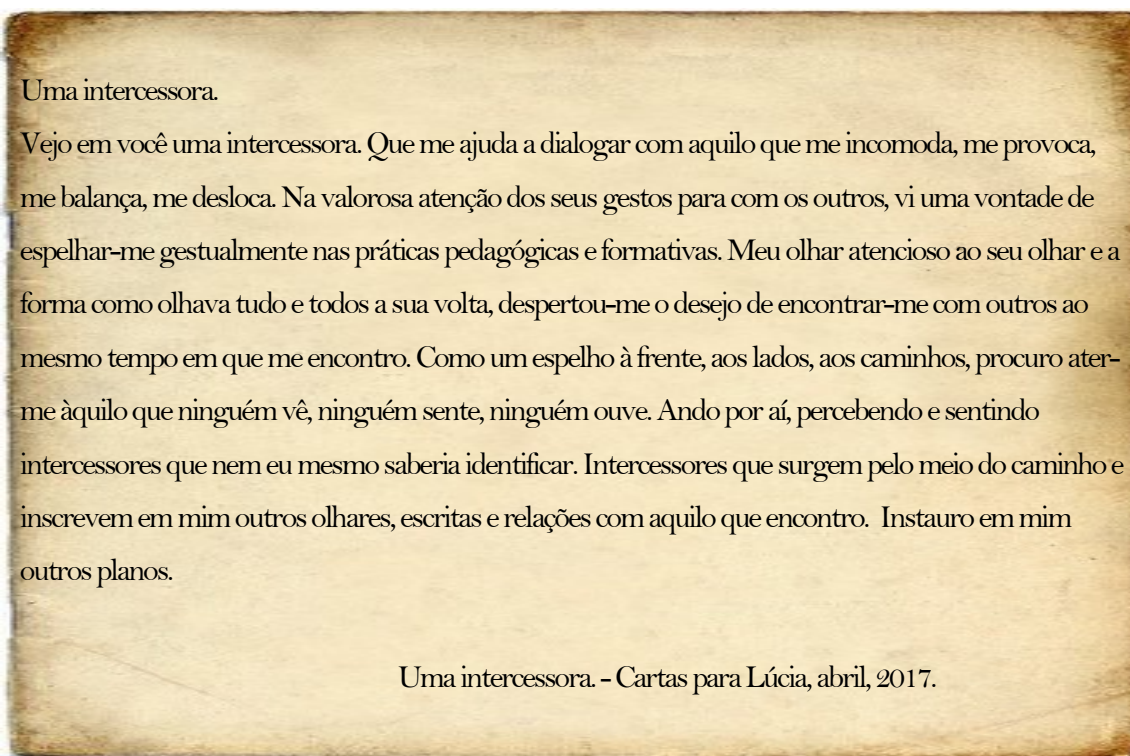 Uma intercessora.
Vejo em você uma intercessora. Que me ajuda a dialogar com aquilo que me incomoda, me provoca,
me balança, me desloca. Na valorosa atenção dos seus gestos para com os outros, vi uma vontade de
espelhar-me gestualmente nas práticas pedagógicas e formativas. Meu olhar atencioso ao seu olhar e a
forma como olhava tudo e todos a sua volta, despertou-me o desejo de encontrar-me com outros ao
mesmo tempo em que me encontro. Como um espelho à frente, aos lados, aos caminhos, procuro ater-
me àquilo que ninguém vê, ninguém sente, ninguém ouve. Ando por aí, percebendo e sentindo
intercessores que nem eu mesmo saberia identificar. Intercessores que surgem pelo meio do caminho e
inscrevem em mim outros olhares, escritas e relações com aquilo que encontro.  Instauro em mim
outros planos.
Uma intercessora. - Cartas para Lúcia, abril, 2017.